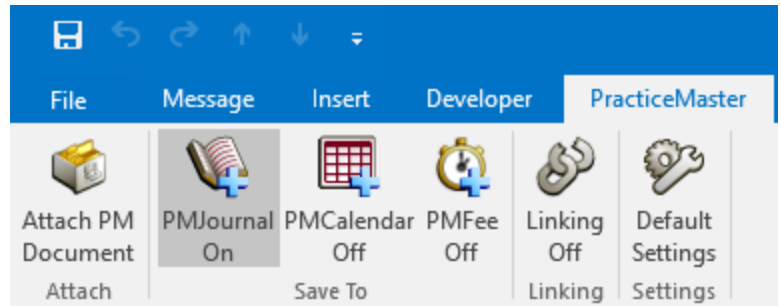 File Message Insert Developer PracticeMaster
Attach PM PMJournal PMCalendar PMFee Linking Default
Document On Off Off Off Settings
Attach Save To Linking Settings